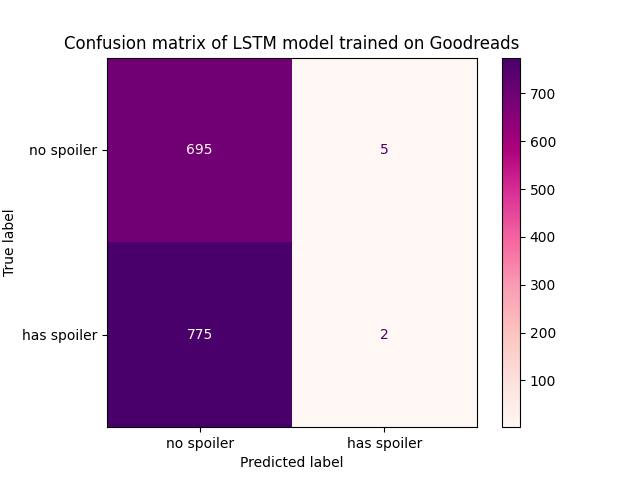 Confusion matrix of LSTM model trained on Goodreads
no spoiler
695
5
has spoiler
775
2
True label
no spoiler
has spoiler
Predicted label
700
600
500
400
300
200
100